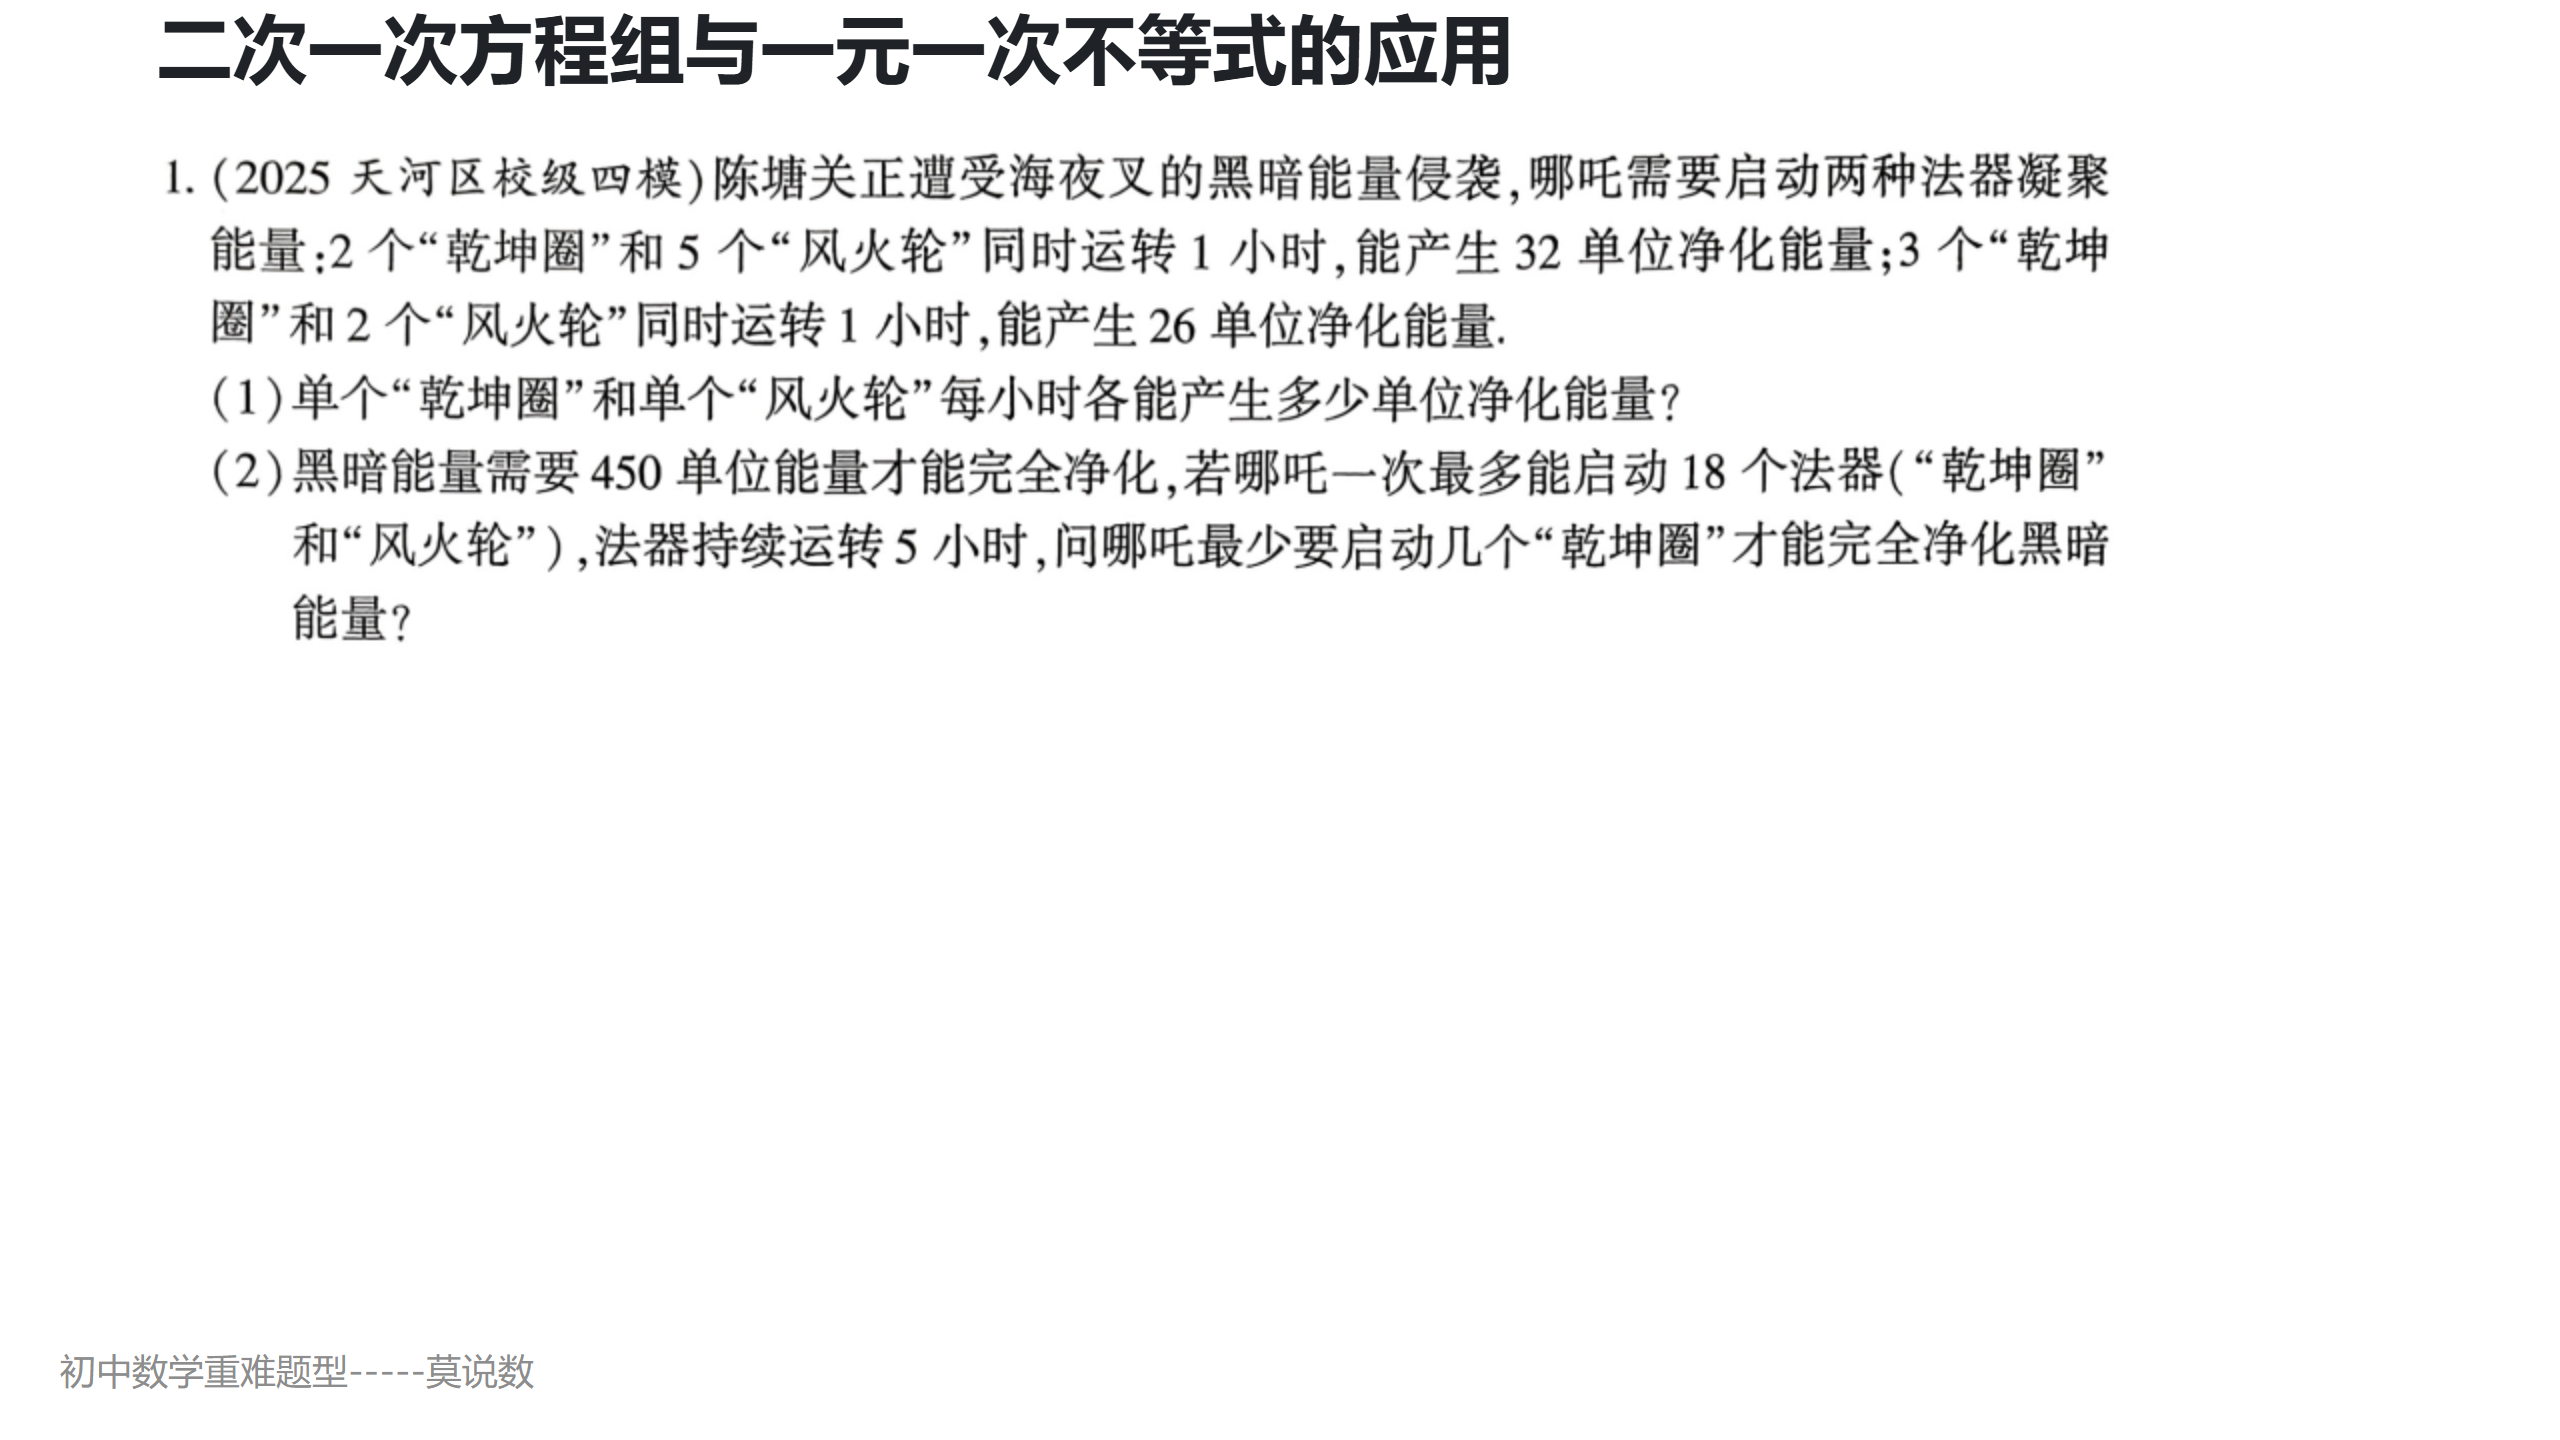 二次一次方程组与一元一次不等式的应用
1. (2025 天河区校级四模)陈塘关正遭受海夜叉的黑暗能量侵袭,哪吒需要启动两种法器凝聚
能量:2 个“乾坤圈”和 5 个“风火轮”同时运转 1 小时,能产生 32 单位净化能量;3 个“乾坤
圈”和 2 个“风火轮”同时运转 1 小时,能产生 26 单位净化能量.
(1)单个“乾坤圈”和单个“风火轮”每小时各能产生多少单位净化能量?
(2)黑暗能量需要 450 单位能量才能完全净化,若哪吒一次最多能启动 18 个法器(“乾坤圈”
和“风火轮”),法器持续运转 5 小时,问哪吒最少要启动几个“乾坤圈”才能完全净化黑暗
能量?
初中数学重难题型-----莫说数